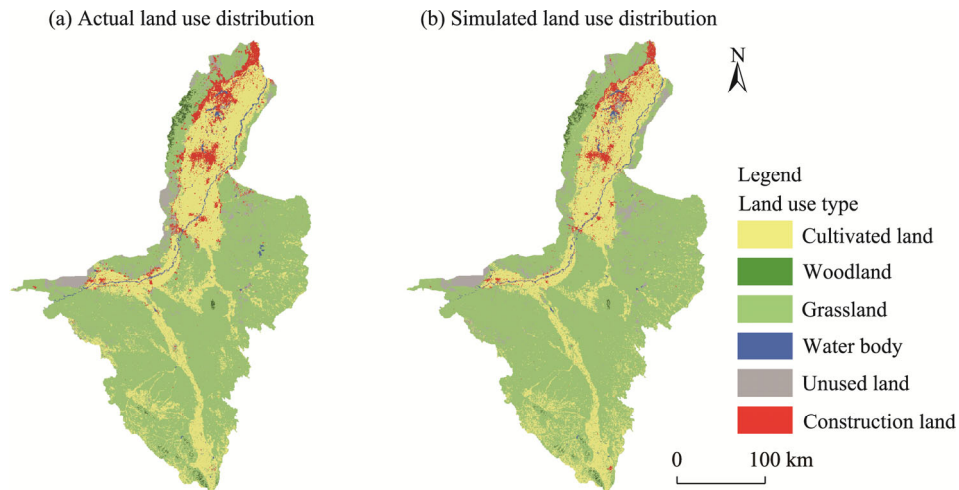 (a) Actual land use distribution
(b) Simulated land use distribution
N
Legend
Land use type
Cultivated land
Woodland
Grassland
Water body
Unused land
Construction land
0 100 km